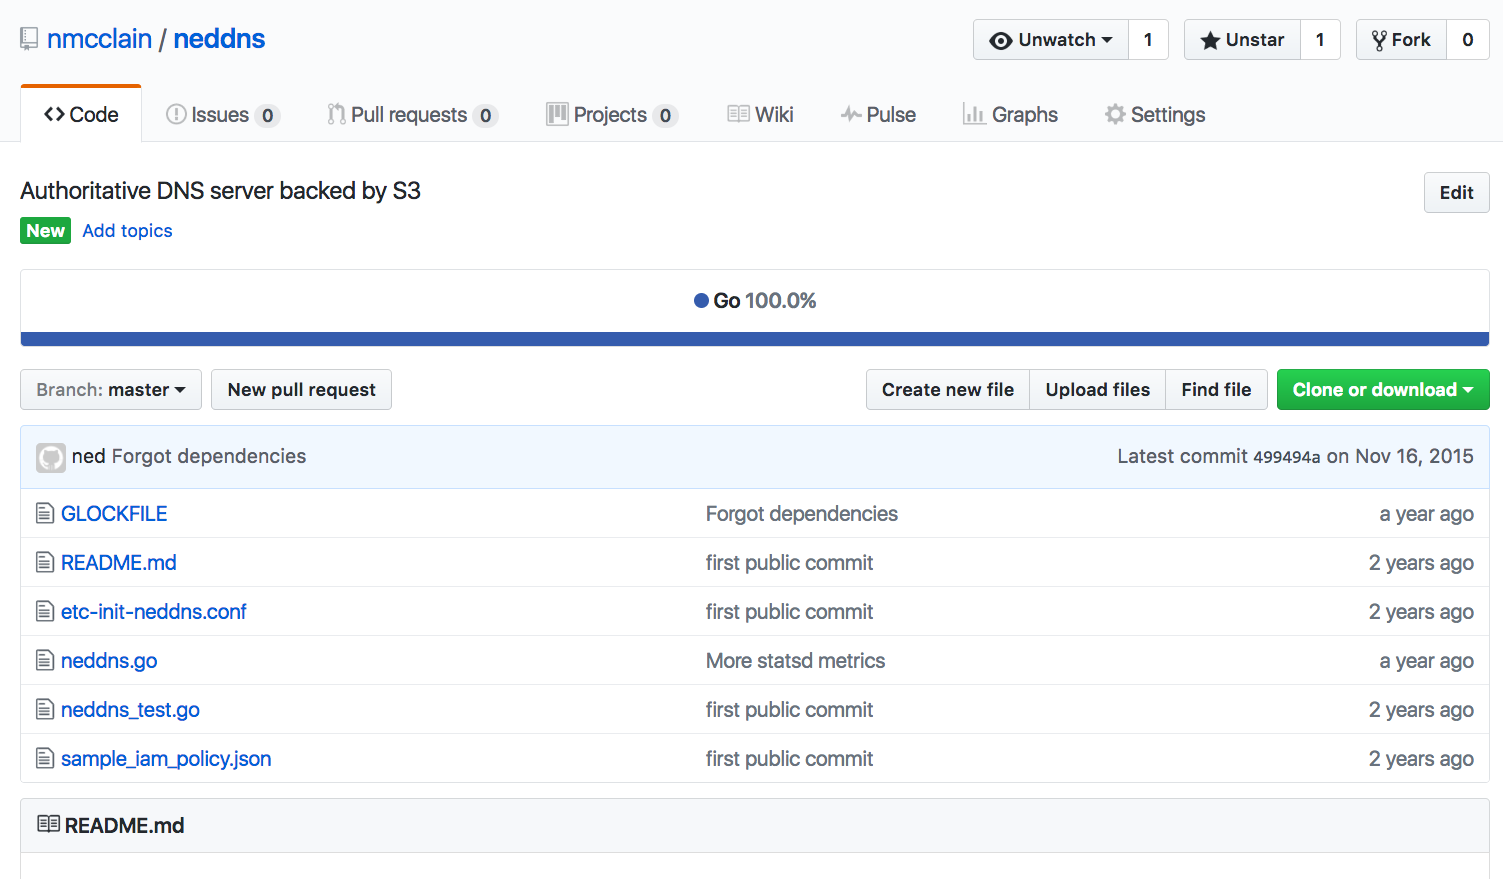 nmcclain / neddns Unwatch 1 Unstar 1 Fork 0
Code Issues 0 Pull requests 0 Projects 0 Wiki Pulse Graphs Settings
Authoritative DNS server backed by S3 Edit
New Add topics
Go 100.0%
Branch: master New pull request Create new file Upload files Find file Clone or download
ned Forgot dependencies Latest commit 499494a on Nov 16, 2015
GLOCKFILE Forgot dependencies a year ago
README.md first public commit 2 years ago
etc-init-neddns.conf first public commit 2 years ago
neddns.go More statsd metrics a year ago
neddns_test.go first public commit 2 years ago
sample_iam_policy.json first public commit 2 years ago
README.md